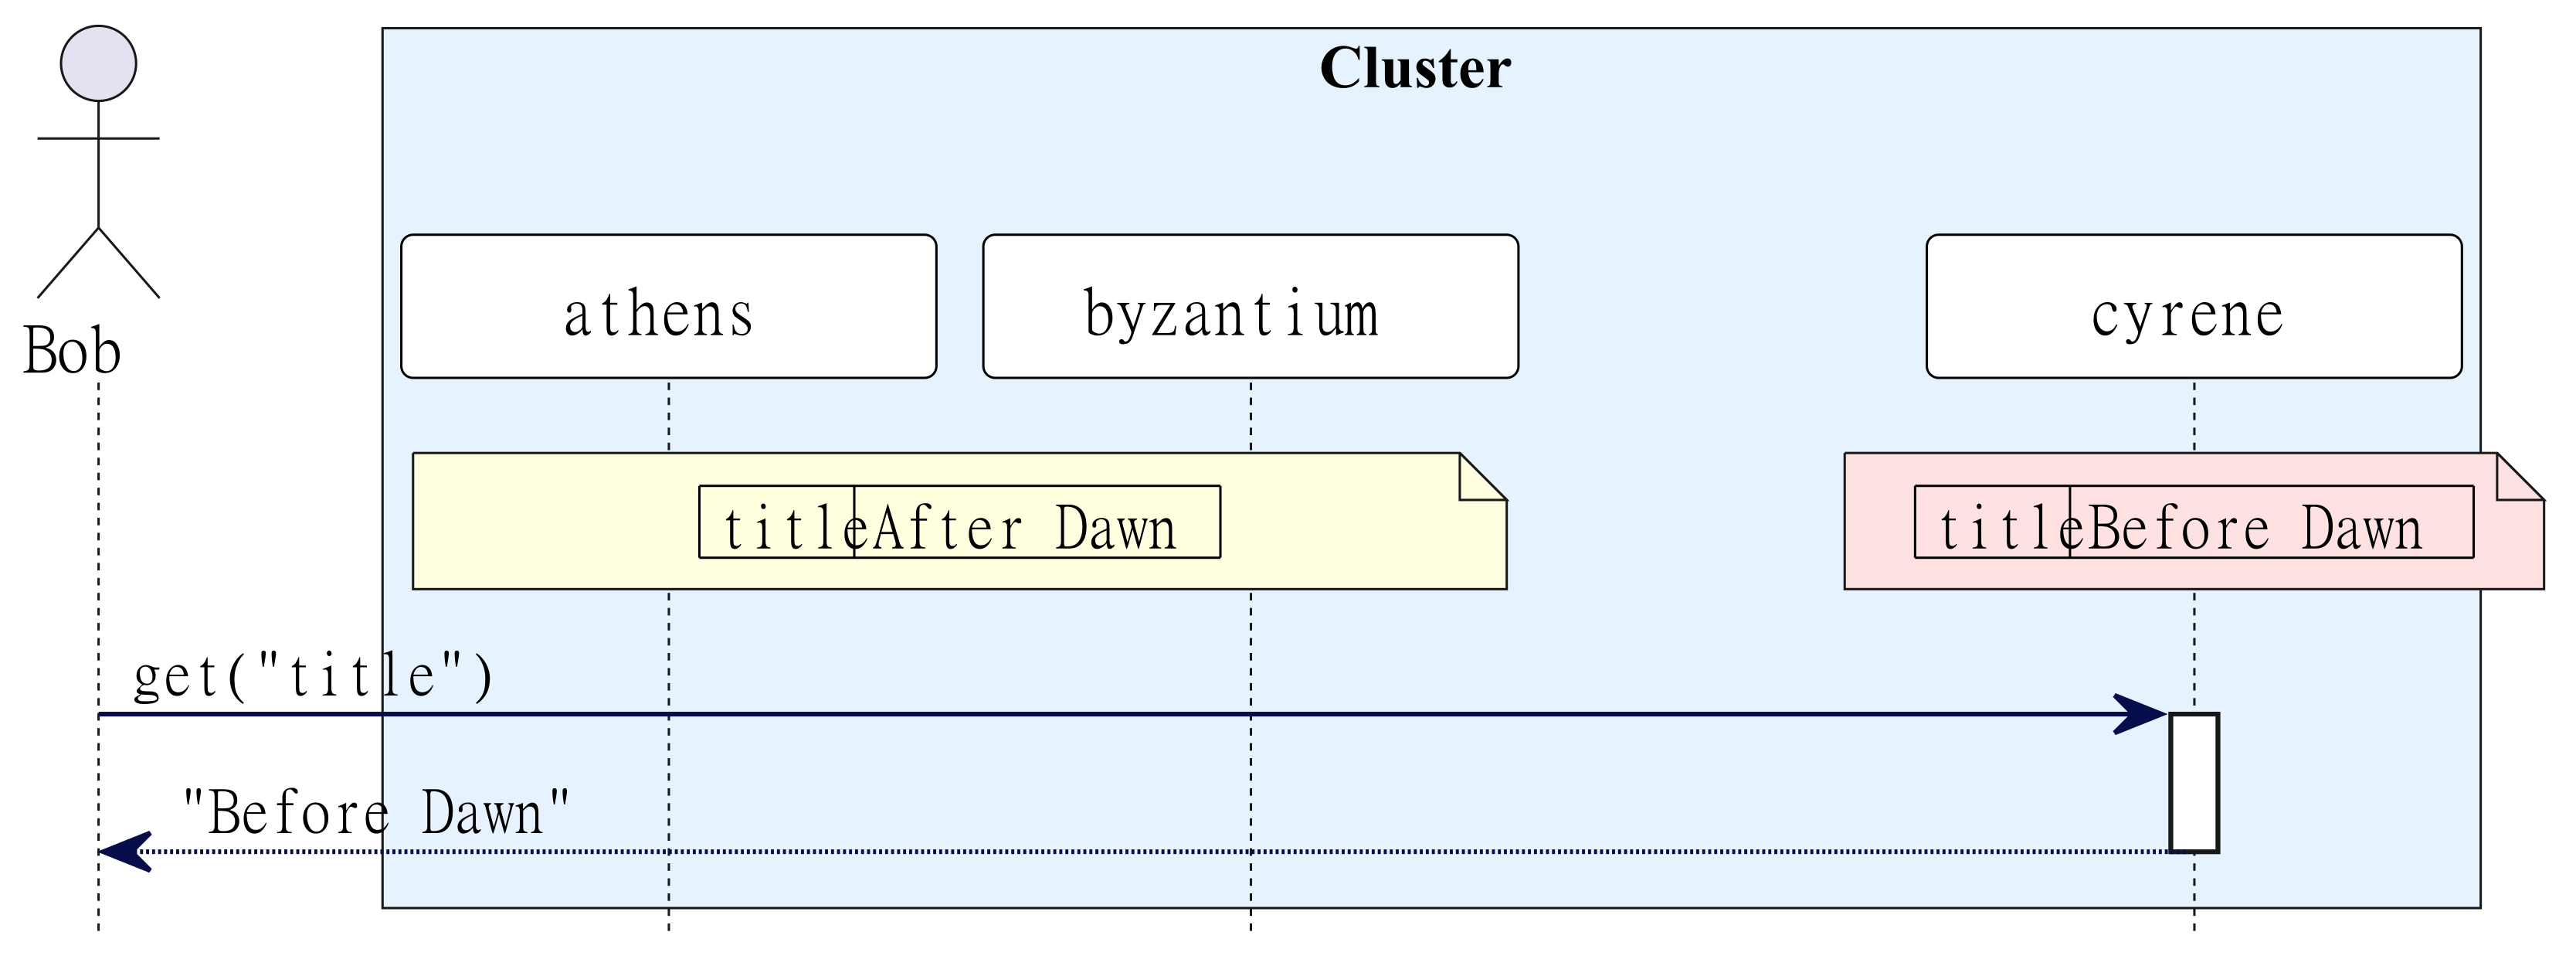 Cluster
Bob
athens
byzantium
cyrene
title After Dawn
title Before Dawn
get("title")
"Before Dawn"